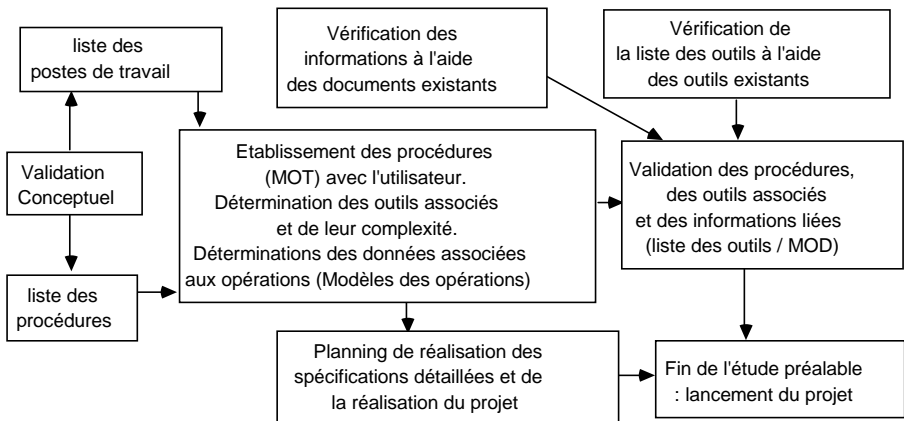 liste des
postes de travail
Vérification des
informations à l'aide
des documents existants
Vérification de
la liste des outils à l'aide
des outils existants
Validation
Conceptuel
Etablissement des procédures
(MOT) avec l'utilisateur.
Détermination des outils associés
et de leur complexité.
Déterminations des données associées
aux opérations (Modèles des opérations)
Validation des procédures,
des outils associés
et des informations liées
(liste des outils / MOD)
liste des
procédures
Planning de réalisation des
spécifications détaillées et de
la réalisation du projet
Fin de l'étude préalable
: lancement du projet